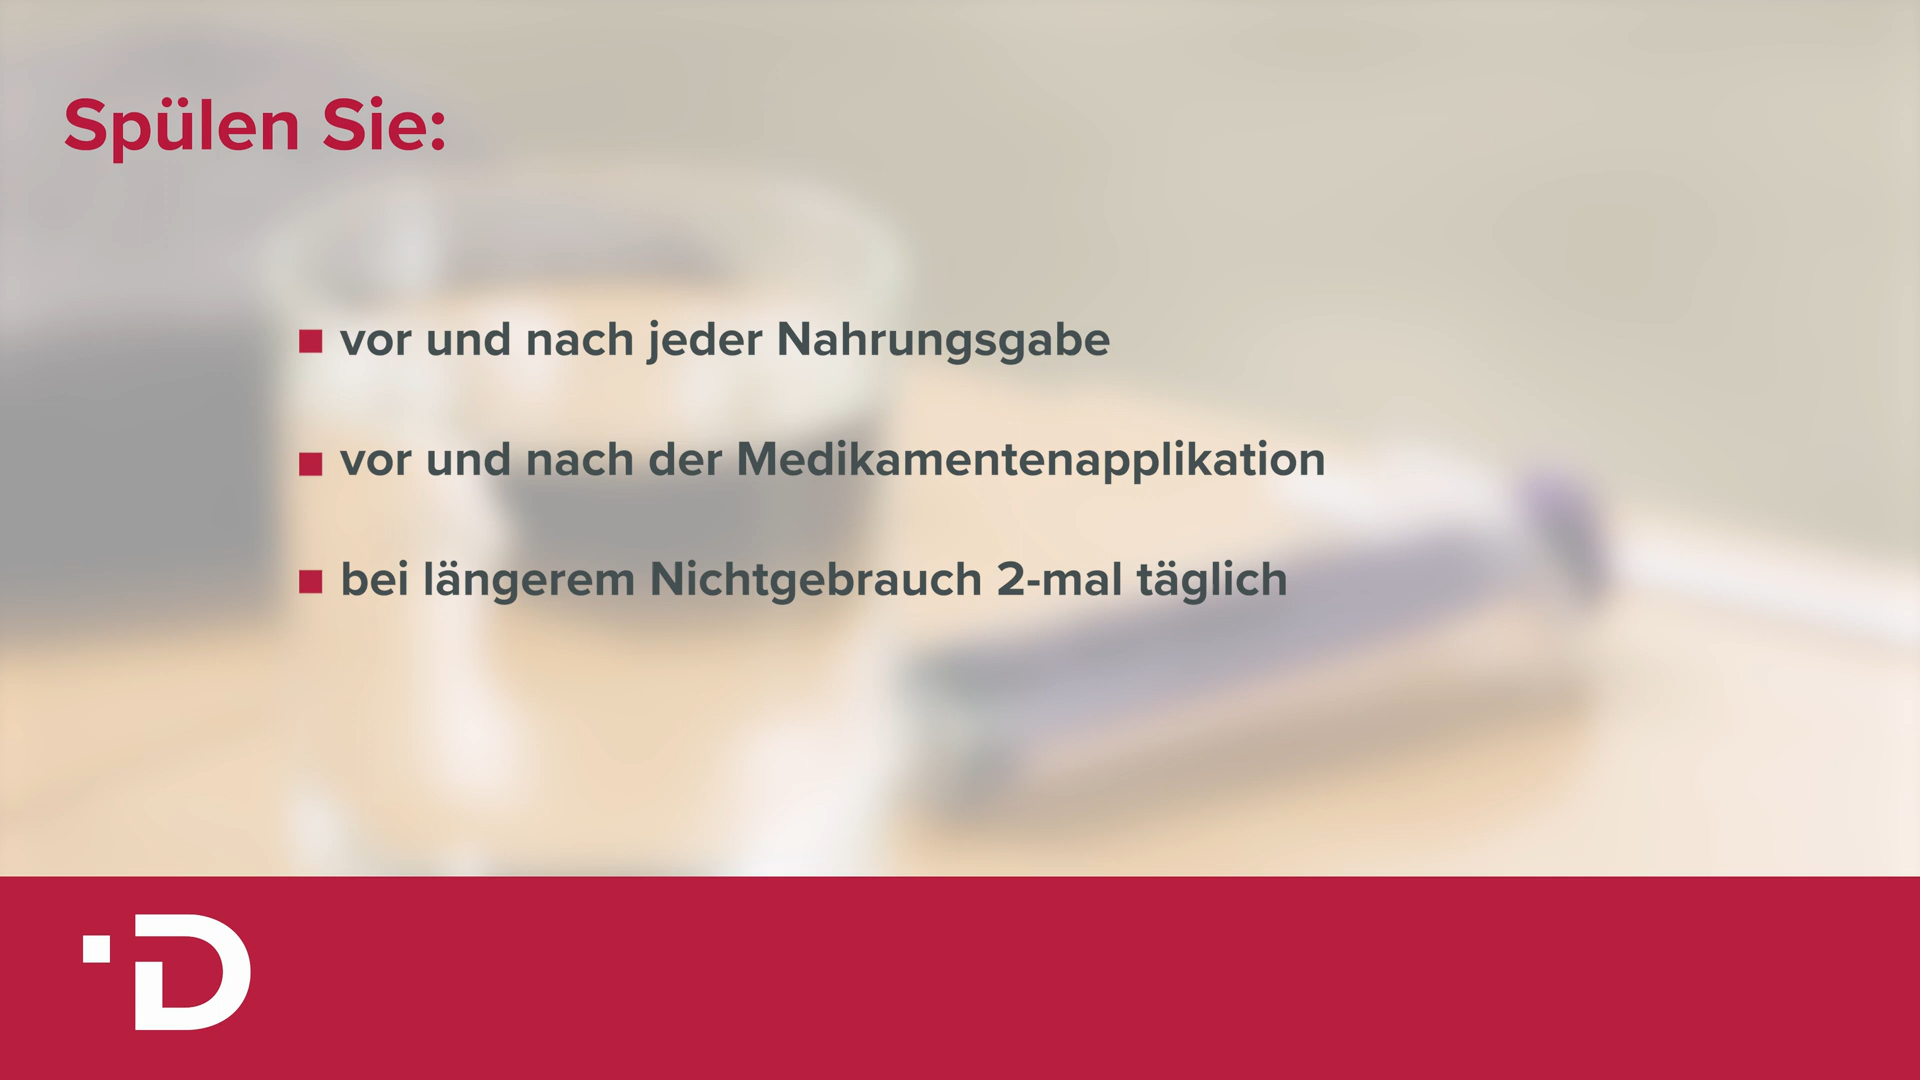 Spülen Sie:
vor und nach jeder Nahrungsgabe
vor und nach der Medikamentenapplikation
bei längerem Nichtgebrauch 2-mal täglich
D